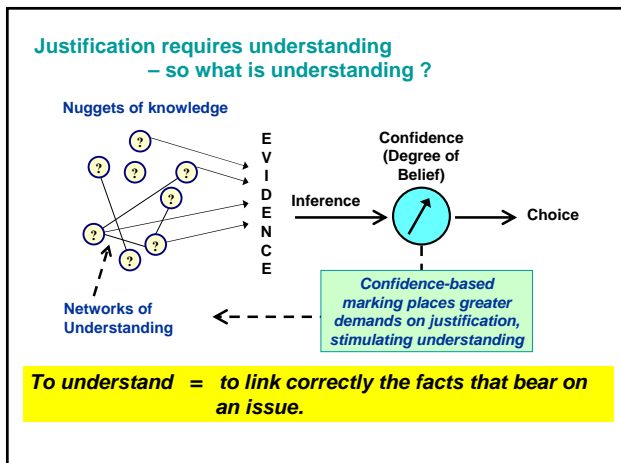 Justification requires understanding
– so what is understanding ?
Nuggets of knowledge
?
?
?
?
?
?
?
?
E
V
I
D
E
N
C
E
Inference
Confidence
(Degree of
Belief)
Choice
Networks of
Understanding
Confidence-based
marking places greater
demands on justification,
stimulating understanding
To understand = to link correctly the facts that bear on
an issue.